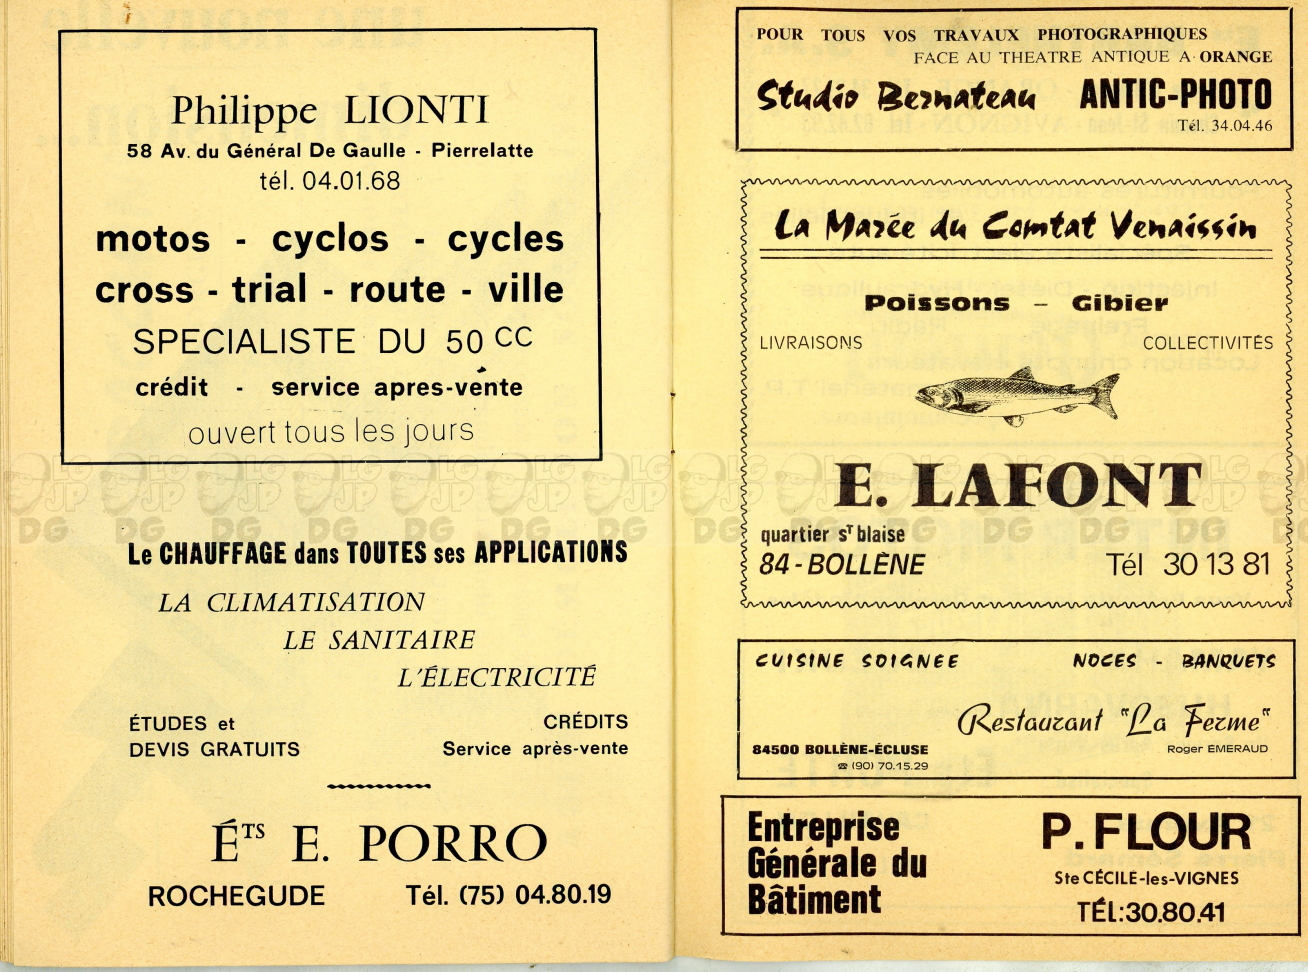 Philippe LIONTI
58 Av. du Général De Gaulle - Pierrelatte
tél. 04.01.68
motos - cyclos - cycles
cross - trial - route - ville
SPECIALISTE DU 50 CC
crédit - service apres-vente
ouvert tous les jours
Le CHAUFFAGE dans TOUTES ses APPLICATIONS
LA CLIMATISATION
LE SANITAIRE
L'ÉLECTRICITÉ
ÉTUDES et
DEVIS GRATUITS
CRÉDITS
Service après-vente
ÉTS E. PORRO
ROCHEGUDE Tél. (75) 04.80.19
POUR TOUS VOS TRAVAUX PHOTOGRAPHIQUES
FACE AU THEATRE ANTIQUE A ORANGE
Studio Bernateau ANTIC-PHOTO
Tél. 34.04.46
La Marée du Comtat Venaissin
Poissons - Gibier
LIVRAISONS COLLECTIVITÉS
E. LAFONT
quartier sT blaise
84 - BOLLÈNE Tél 30 13 81
CUISINE SOIGNEE NOCES - BANQUETS
Restaurant "La Ferme"
84500 BOLLÈNE-ÉCLUSE Roger EMERAUD
☎ (90) 70.15.29
Entreprise
Générale du
Bâtiment
P. FLOUR
Ste CÉCILE-les-VIGNES
TÉL:30.80.41
LG JP DG